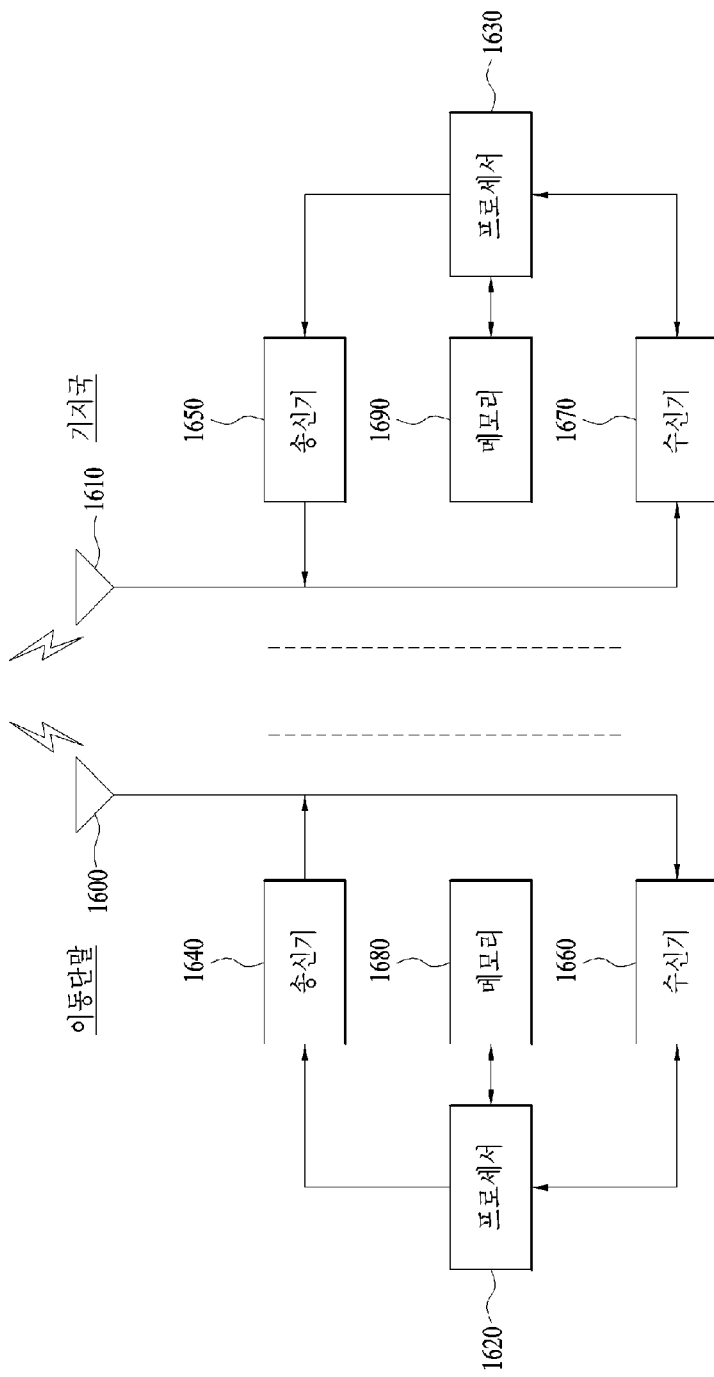 이동단말
기지국
1600
1610
1640
송신기
1650
송신기
1620
프로세서
1680
메모리
1690
메모리
프로세서
1630
1660
수신기
1670
수신기